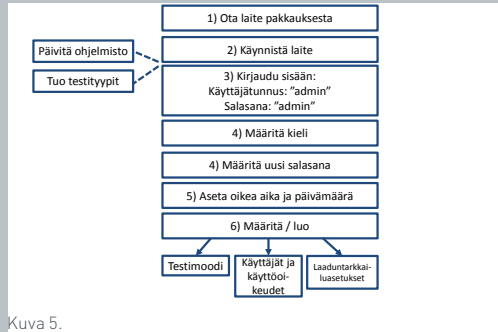 1) Ota laite pakkauksesta
Päivitä ohjelmisto
2) Käynnistä laite
Tuo testityypit
3) Kirjaudu sisään:
Käyttäjätunnus: ”admin”
Salasana: ”admin”
4) Määritä kieli
4) Määritä uusi salasana
5) Aseta oikea aika ja päivämäärä
6) Määritä / luo
Testimoodi
Käyttäjät ja
käyttöoi-
keudet
Laaduntarkkai-
luasetukset
Kuva 5.